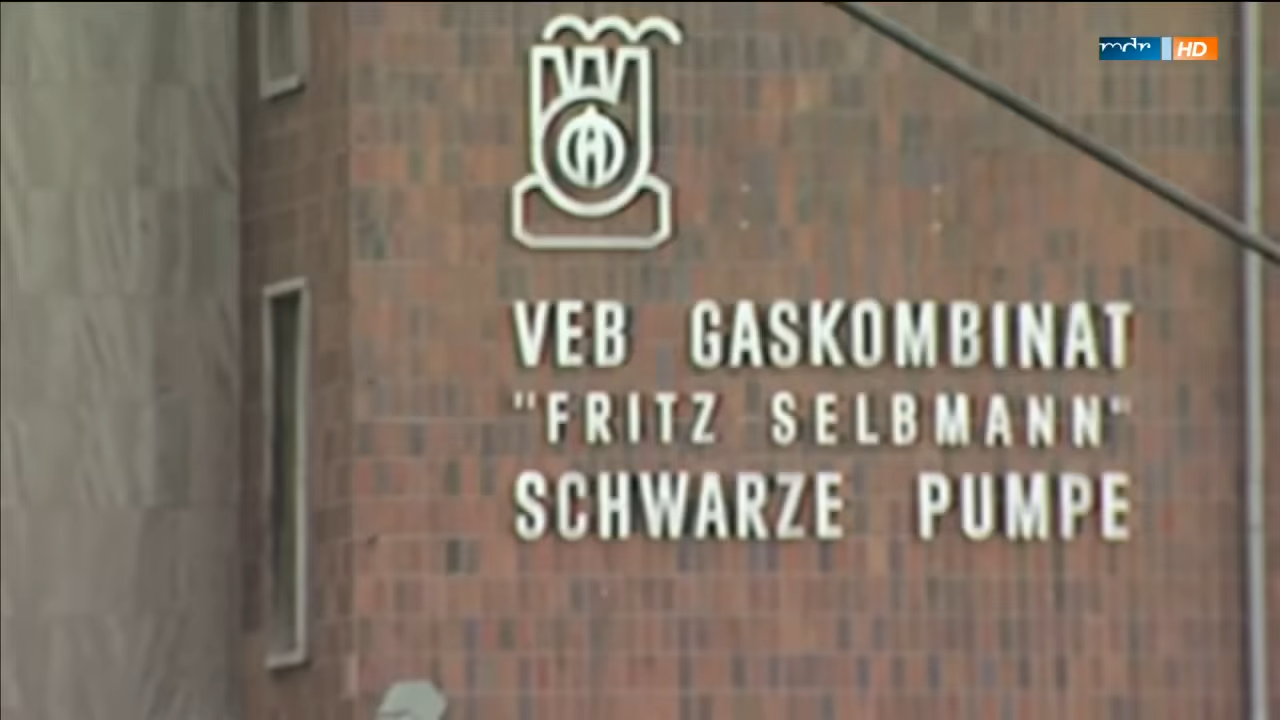 mdr HD
VEB GASKOMBINAT
"FRITZ SELBMANN"
SCHWARZE PUMPE